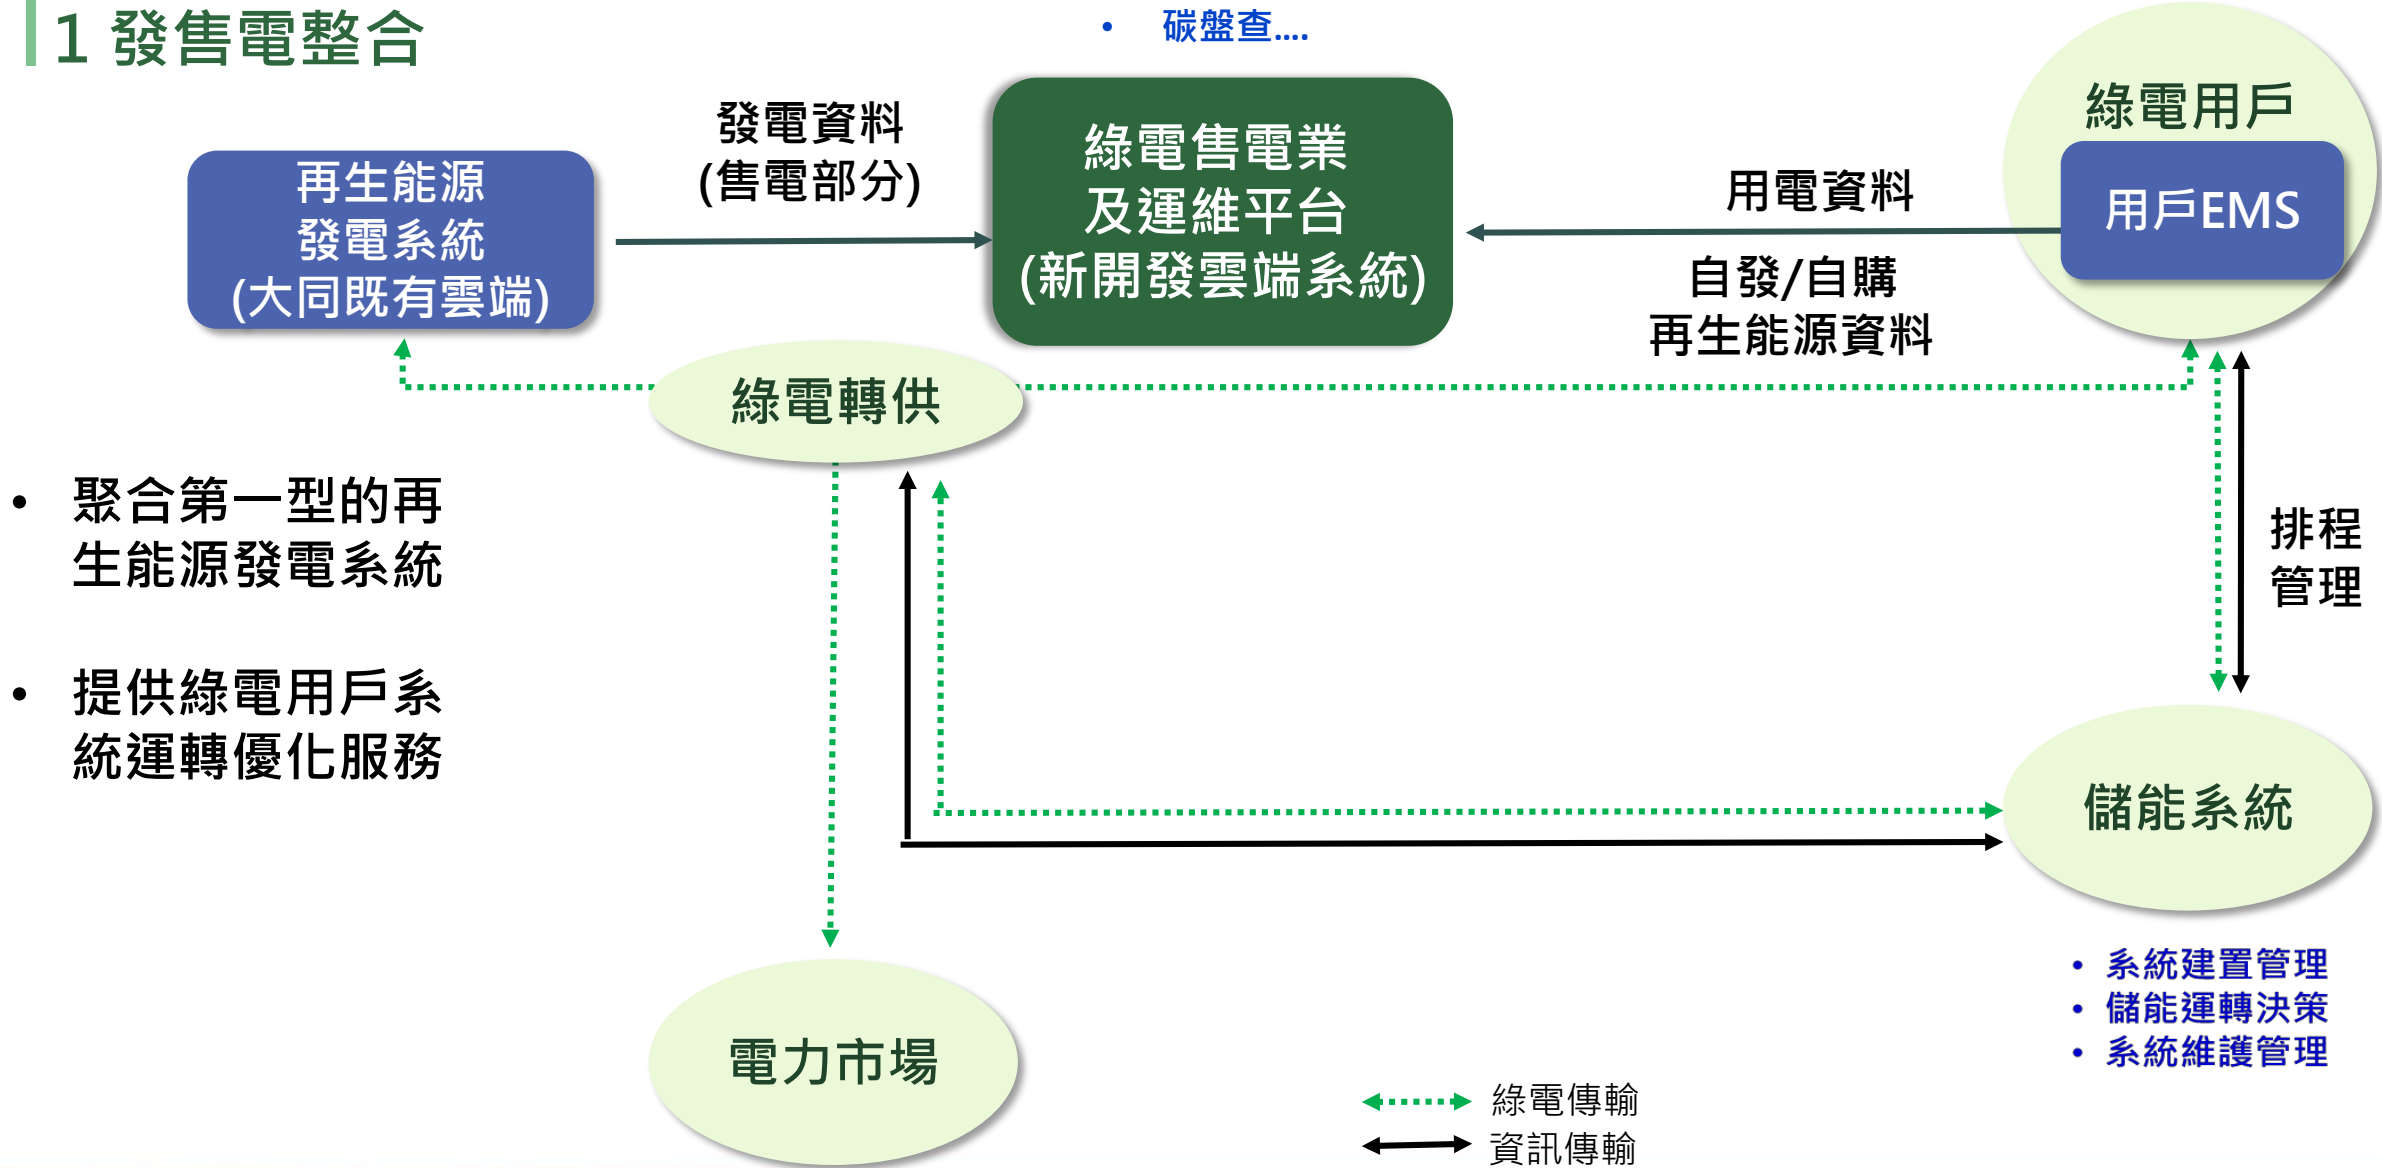 1 發售電整合
• 碳盤查....
發電資料
(售電部分)
再生能源
發電系統
(大同既有雲端)
綠電售電業
及運維平台
(新開發雲端系統)
綠電用戶
用戶EMS
用電資料
自發/自購
再生能源資料
綠電轉供
• 聚合第一型的再
生能源發電系統
• 提供綠電用戶系
統運轉優化服務
排程
管理
儲能系統
• 系統建置管理
• 儲能運轉決策
• 系統維護管理
電力市場
綠電傳輸
資訊傳輸